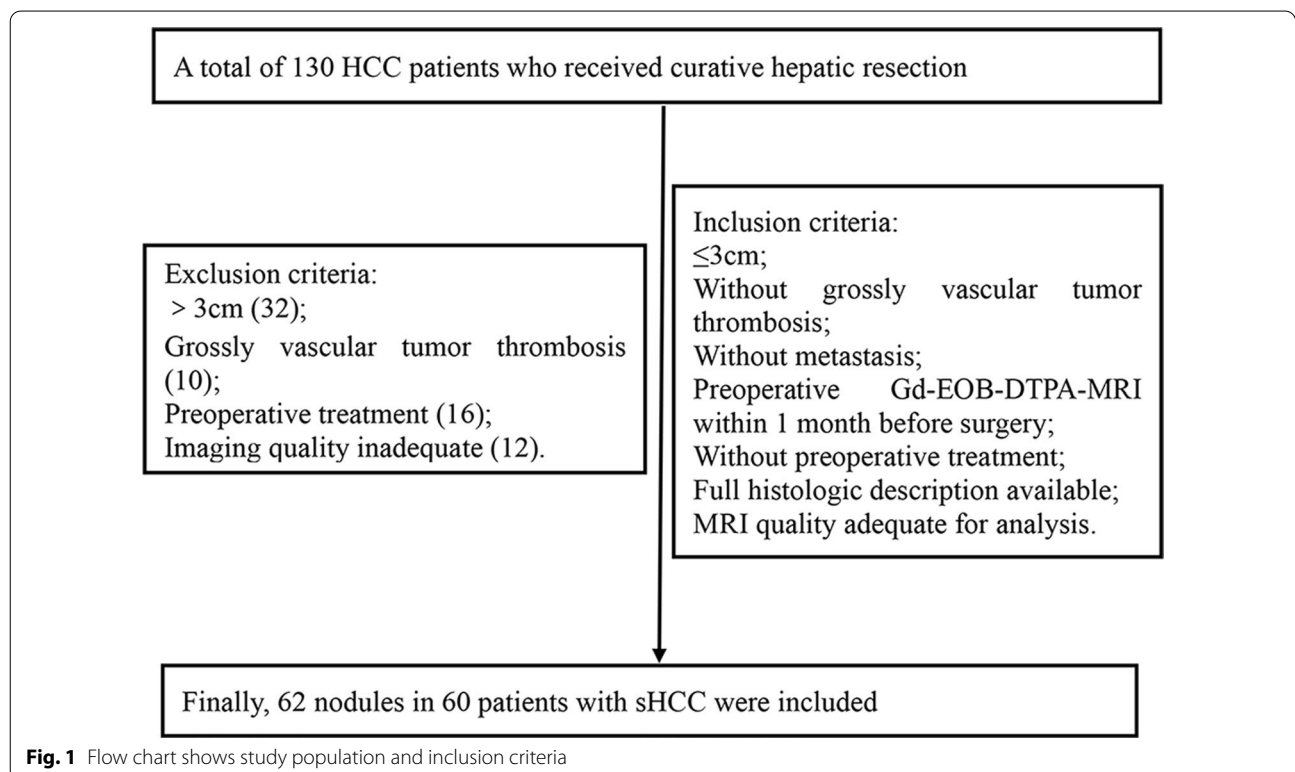 A total of 130 HCC patients who received curative hepatic resection
Exclusion criteria:
> 3cm (32);
Grossly vascular tumor thrombosis
(10);
Preoperative treatment (16);
Imaging quality inadequate (12).
Inclusion criteria:
≤3cm;
Without grossly vascular tumor
thrombosis;
Without metastasis;
Preoperative Gd-EOB-DTPA-MRI
within 1 month before surgery;
Without preoperative treatment;
Full histologic description available;
MRI quality adequate for analysis.
Finally, 62 nodules in 60 patients with sHCC were included
Fig. 1 Flow chart shows study population and inclusion criteria